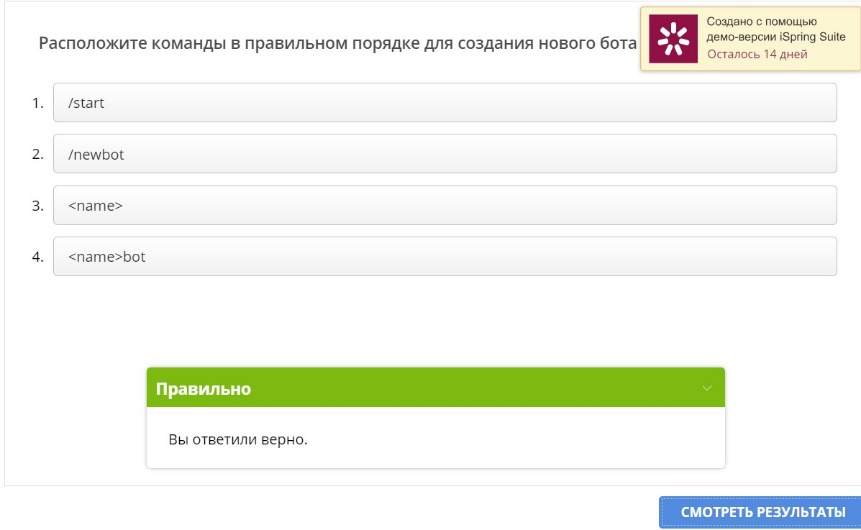 Расположите команды в правильном порядке для создания нового бота
Создано с помощью
демо-версии iSpring Suite
Осталось 14 дней
1. /start
2. /newbot
3. <name>
4. <name>bot
Правильно
Вы ответили верно.
СМОТРЕТЬ РЕЗУЛЬТАТЫ